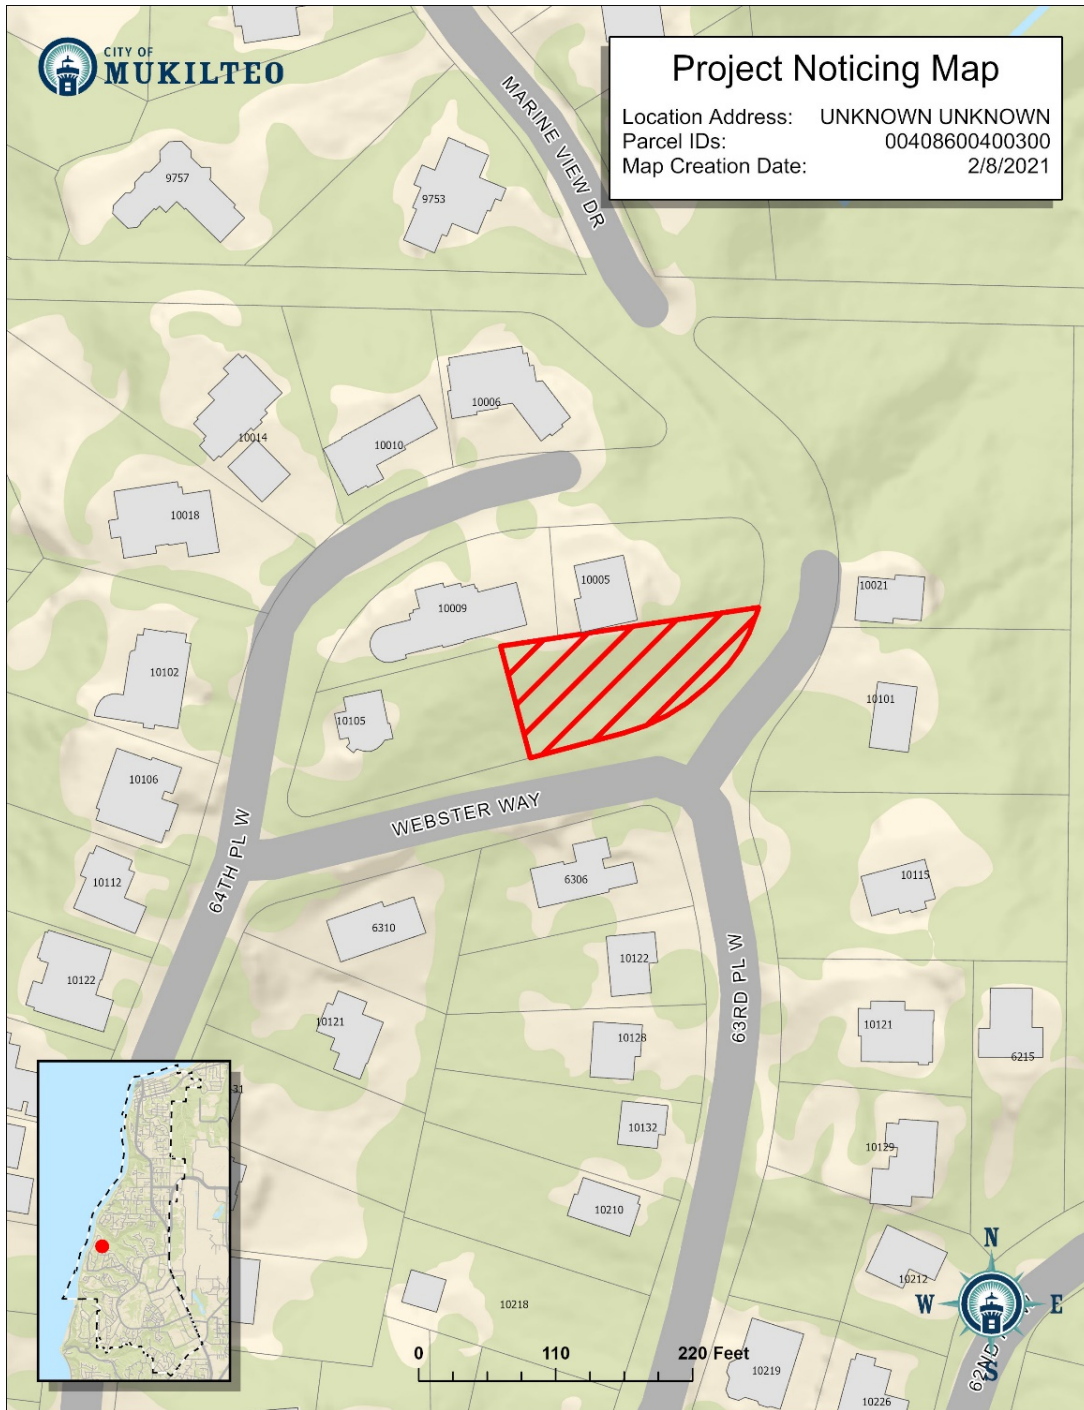 CITY OF
MUKILTEO
Project Noticing Map
Location Address: UNKNOWN UNKNOWN
Parcel IDs: 00408600400300
Map Creation Date: 2/8/2021
MARINE VIEW DR
9757
9753
10006
10014
10010
10018
10005
10021
10009
10102
10101
10105
10106
WEBSTER WAY
64TH PL W
10112
6306
10115
6310
10122
10122
63RD PL W
10121
10121
10128
6215
31
10132
10129
10210
N
10212
W
E
10218
S
62ND
0 110 220 Feet
10219
10226